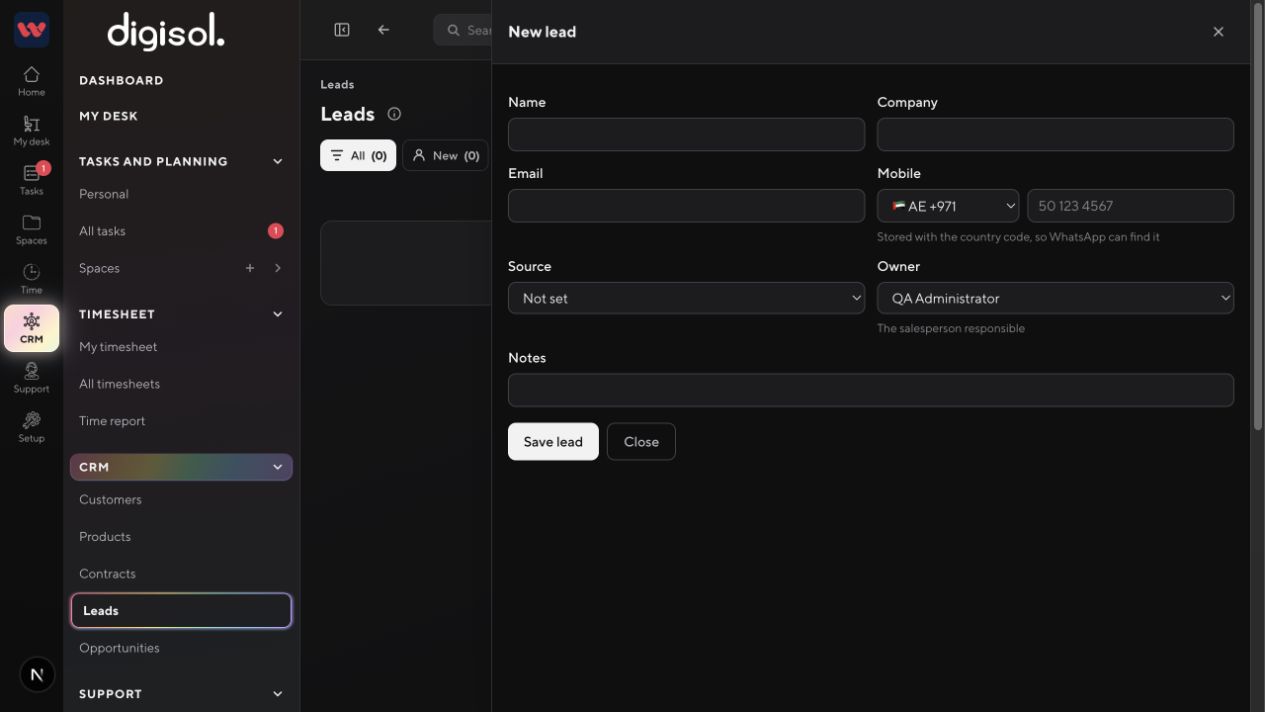 digisol.
Home
My desk
1
Tasks
Spaces
Time
CRM
Support
Setup
N
DASHBOARD
MY DESK
TASKS AND PLANNING
Personal
All tasks
1
Spaces
TIMESHEET
My timesheet
All timesheets
Time report
CRM
Customers
Products
Contracts
Leads
Opportunities
SUPPORT
Leads
Leads
All (0)
New (0)
New lead
Name
Company
Email
Mobile
AE +971
50 123 4567
Stored with the country code, so WhatsApp can find it
Source
Owner
Not set
QA Administrator
The salesperson responsible
Notes
Save lead
Close